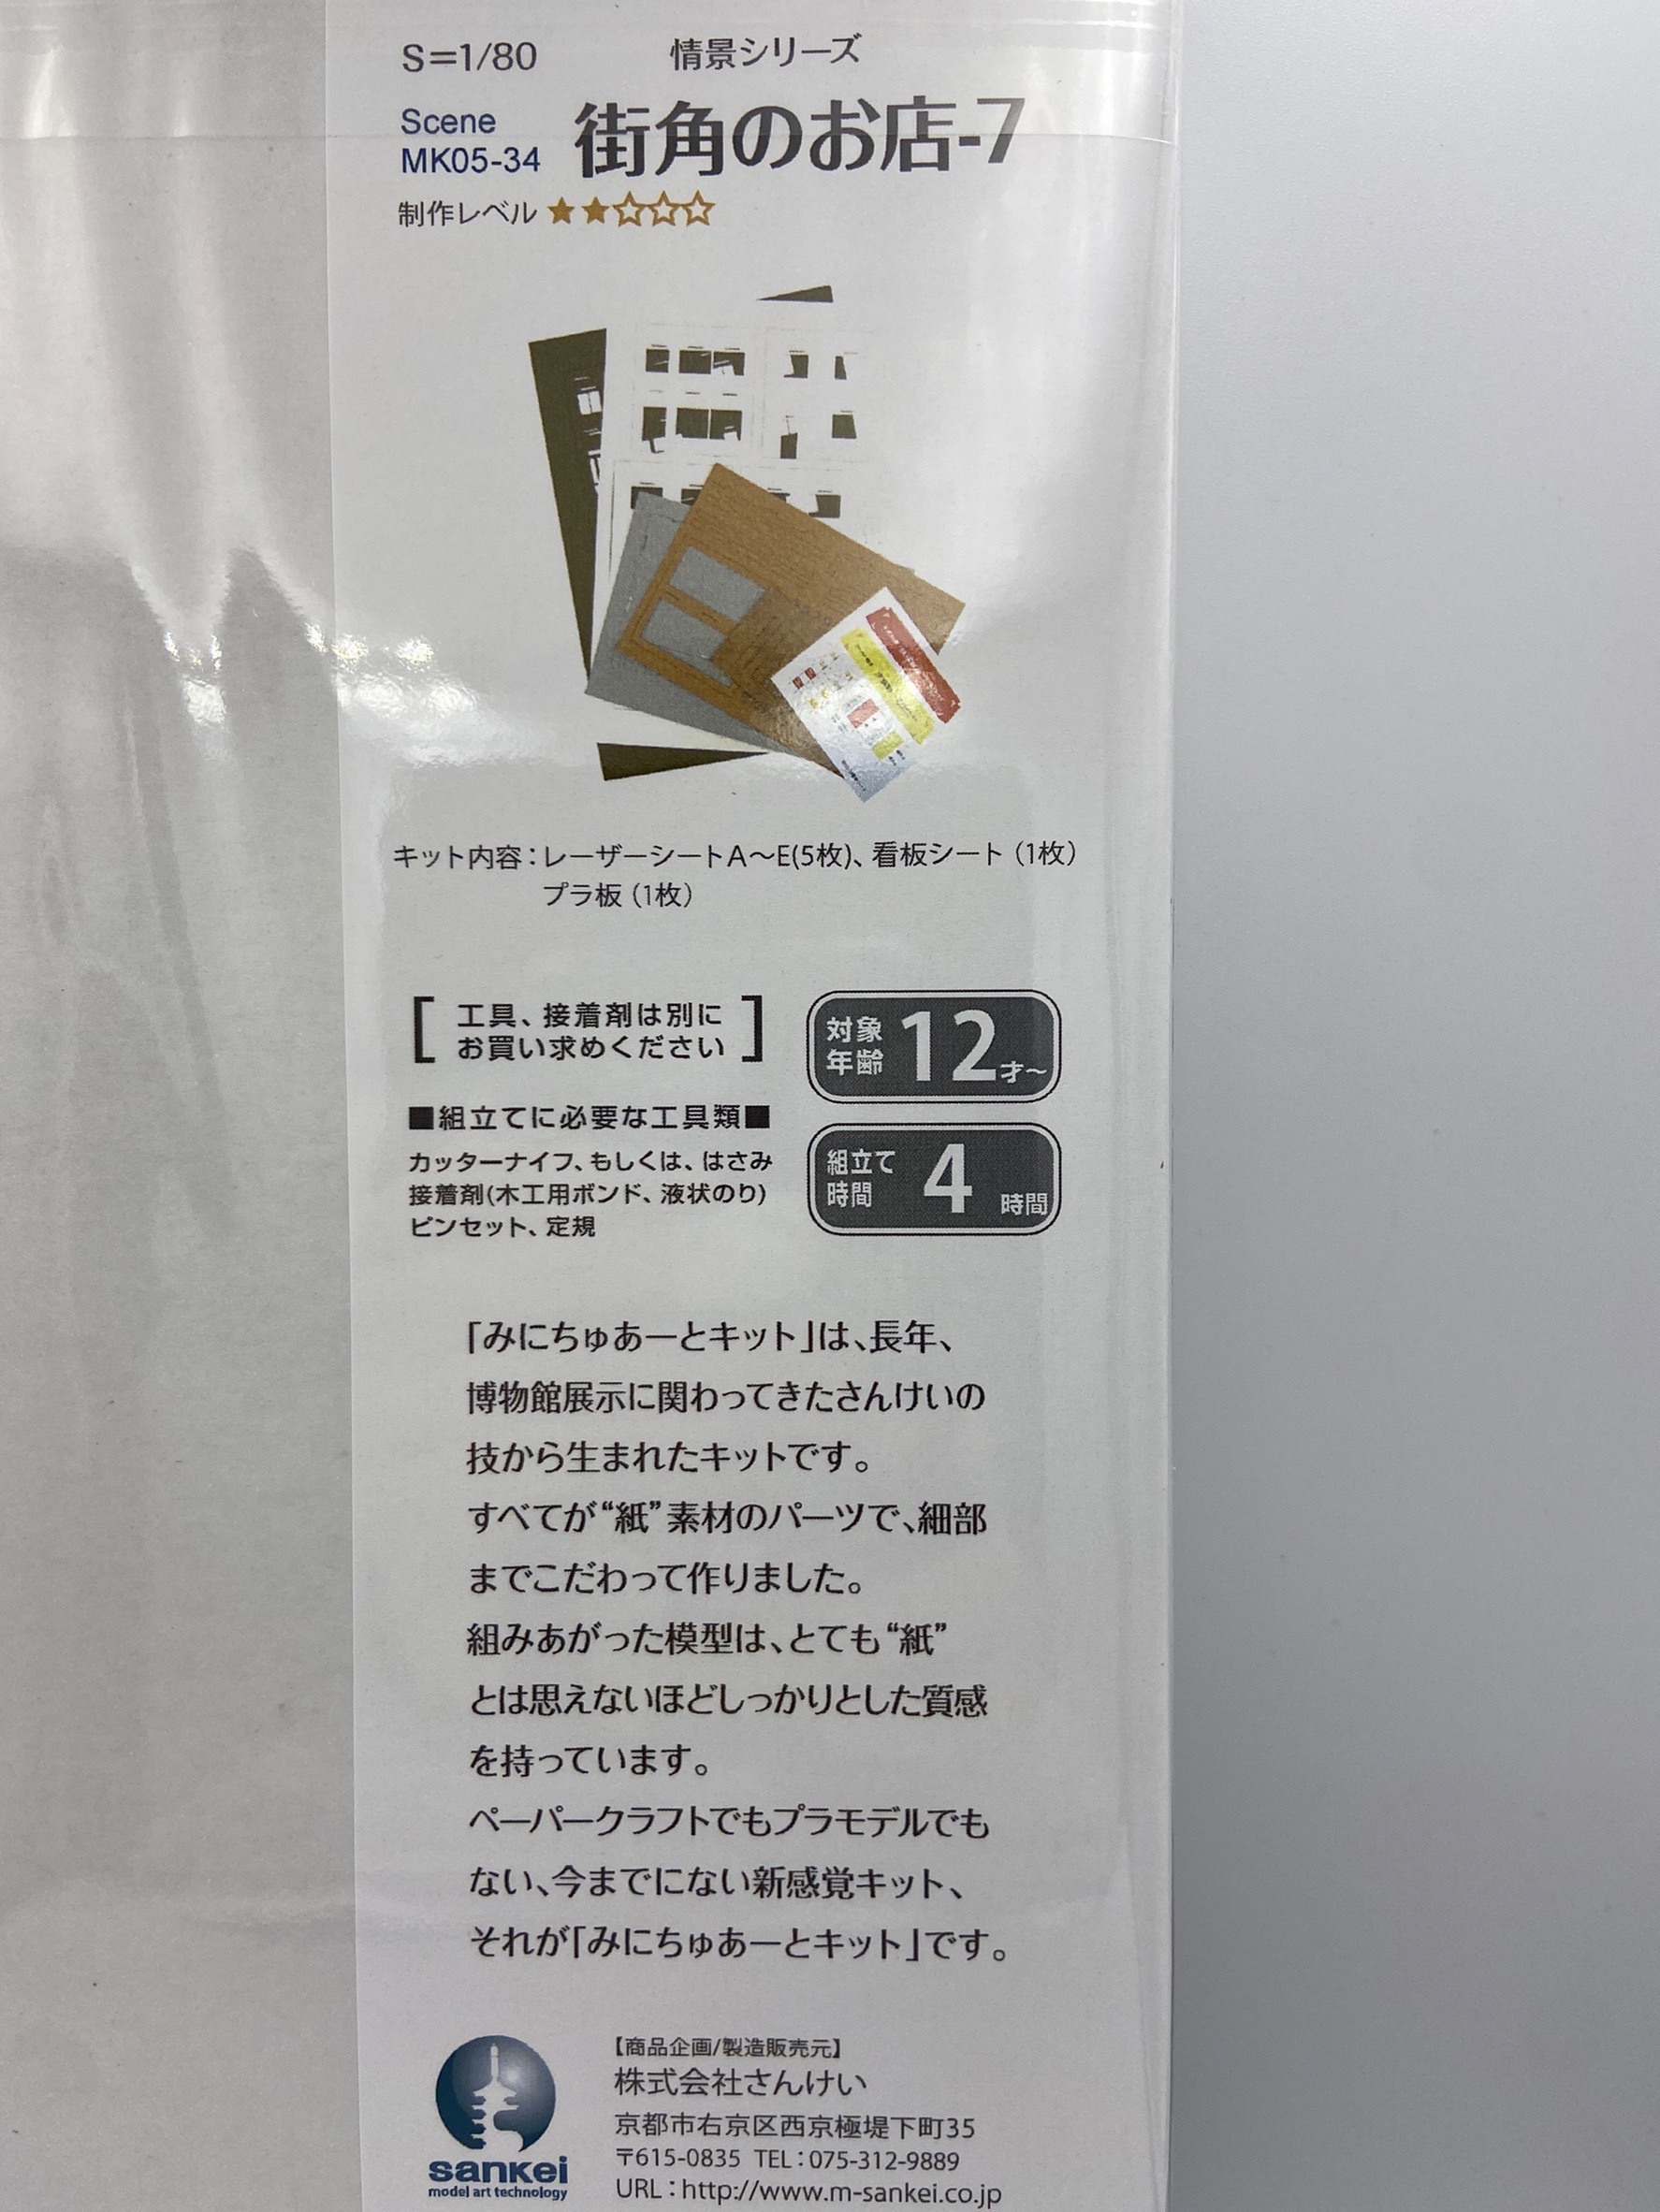 S=1/80 情景シリーズ
Scene
MK05-34 街角のお店-7
制作レベル ★★☆☆☆
キット内容：レーザーシートA～E(5枚)、看板シート（1枚）
プラ板（1枚）
[ 工具、接着剤は別に
お買い求めください ]
対象
年齢 12才～
■組立てに必要な工具類■
カッターナイフ、もしくは、はさみ
接着剤(木工用ボンド、液状のり)
ピンセット、定規
組立て
時間 4 時間
「みにちゅあーとキット」は、長年、
博物館展示に関わってきたさんけいの
技から生まれたキットです。
すべてが“紙”素材のパーツで、細部
までこだわって作りました。
組みあがった模型は、とても“紙”
とは思えないほどしっかりとした質感
を持っています。
ペーパークラフトでもプラモデルでも
ない、今までにない新感覚キット、
それが「みにちゅあーとキット」です。
【商品企画/製造販売元】
株式会社さんけい
京都市右京区西京極堤下町35
〒615-0835 TEL：075-312-9889
URL：http://www.m-sankei.co.jp
sankei
model art technology